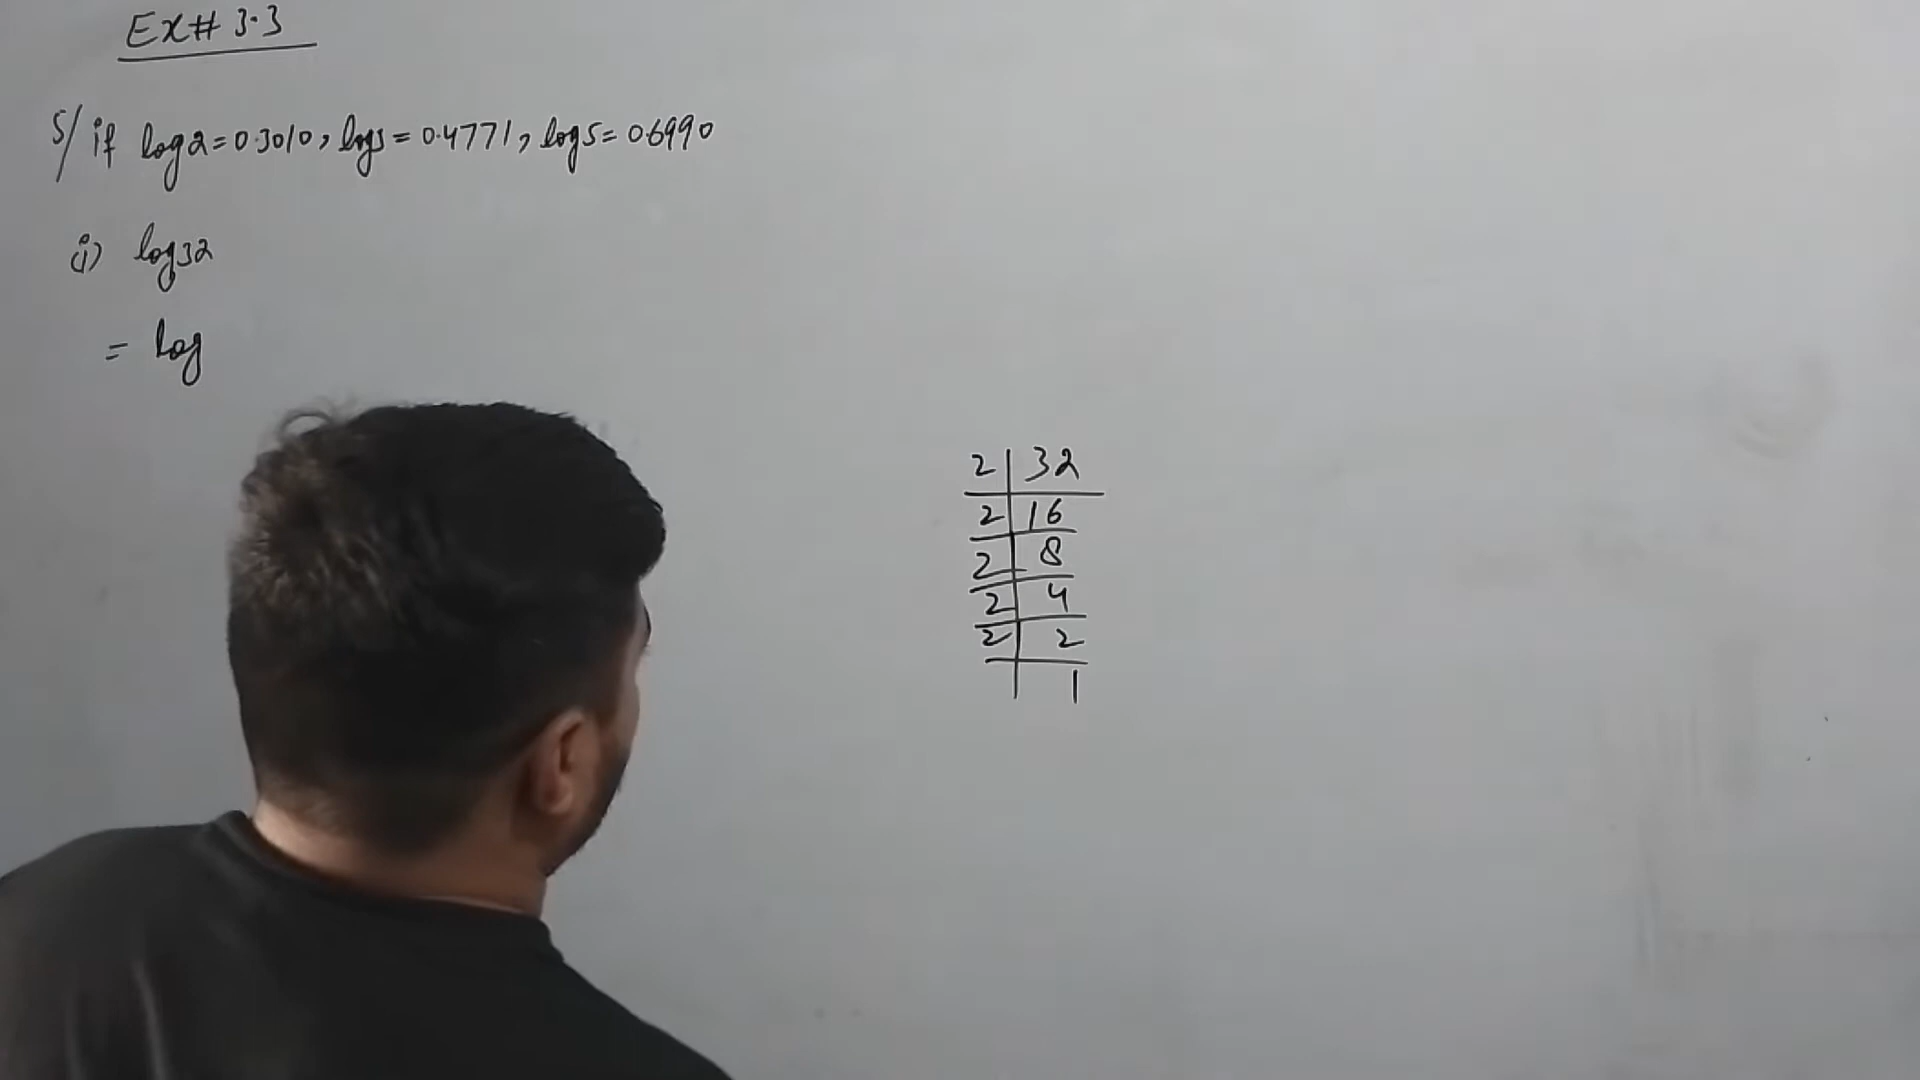 Ex# 3.3
5/ if log2=0.3010, log3=0.4771, log5=0.6990
i) log32
= log
2 | 32
2 | 16
2 | 8
2 | 4
2 | 2
| 1